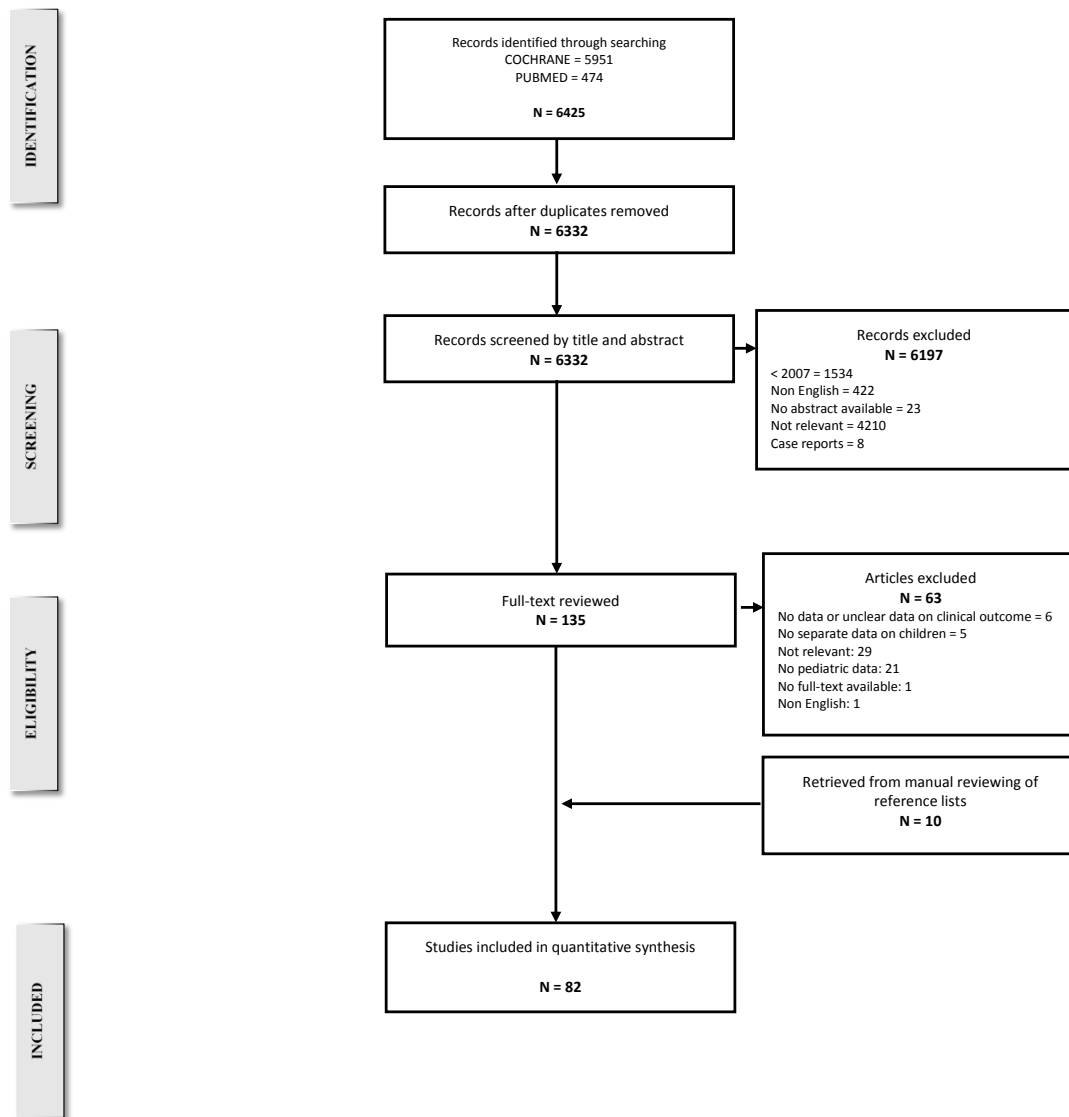 IDENTIFICATION
Records identified through searching
COCHRANE = 5951
PUBMED = 474
N = 6425
Records after duplicates removed
N = 6332
SCREENING
Records screened by title and abstract
N = 6332
Records excluded
N = 6197
< 2007 = 1534
Non English = 422
No abstract available = 23
Not relevant = 4210
Case reports = 8
ELIGIBILITY
Full-text reviewed
N = 135
Articles excluded
N = 63
No data or unclear data on clinical outcome = 6
No separate data on children = 5
Not relevant: 29
No pediatric data: 21
No full-text available: 1
Non English: 1
Retrieved from manual reviewing of
reference lists
N = 10
INCLUDED
Studies included in quantitative synthesis
N = 82